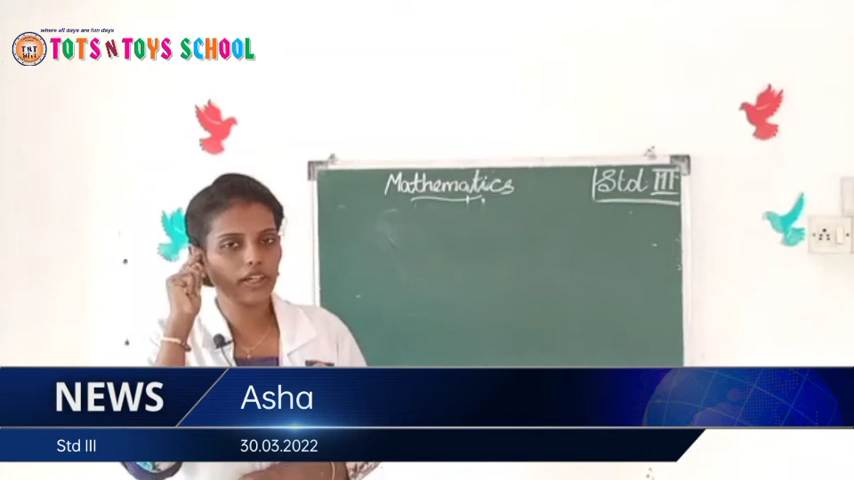 where all days are fun days
TNT
TOTS N TOYS SCHOOL
Mathematics
Std III
NEWS
Asha
Std III
30.03.2022